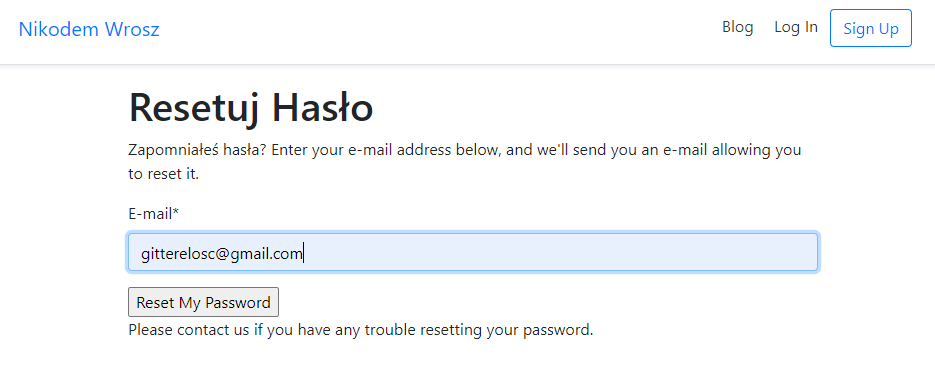 Nikodem Wrosz
Blog
Log In
Sign Up
Resetuj Hasło
Zapomniałeś hasła? Enter your e-mail address below, and we'll send you an e-mail allowing you
to reset it.
E-mail*
gitterelosc@gmail.com
Reset My Password
Please contact us if you have any trouble resetting your password.